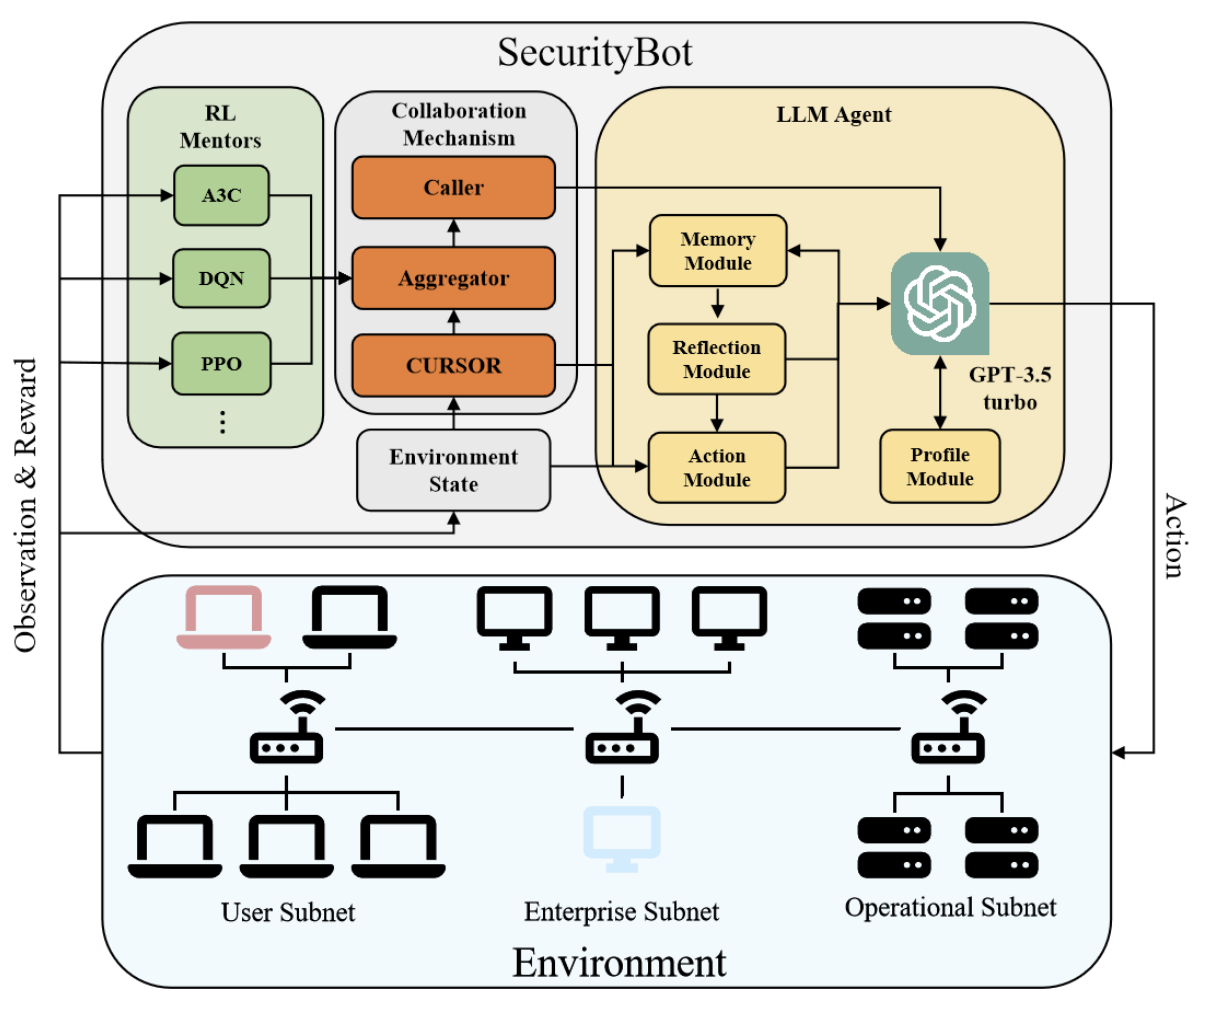 SecurityBot
RL
Mentors
A3C
DQN
PPO
Collaboration
Mechanism
Caller
Aggregator
CURSOR
Environment
State
LLM Agent
Memory
Module
Reflection
Module
Action
Module
GPT-3.5
turbo
Profile
Module
Observation & Reward
Action
User Subnet
Enterprise Subnet
Operational Subnet
Environment